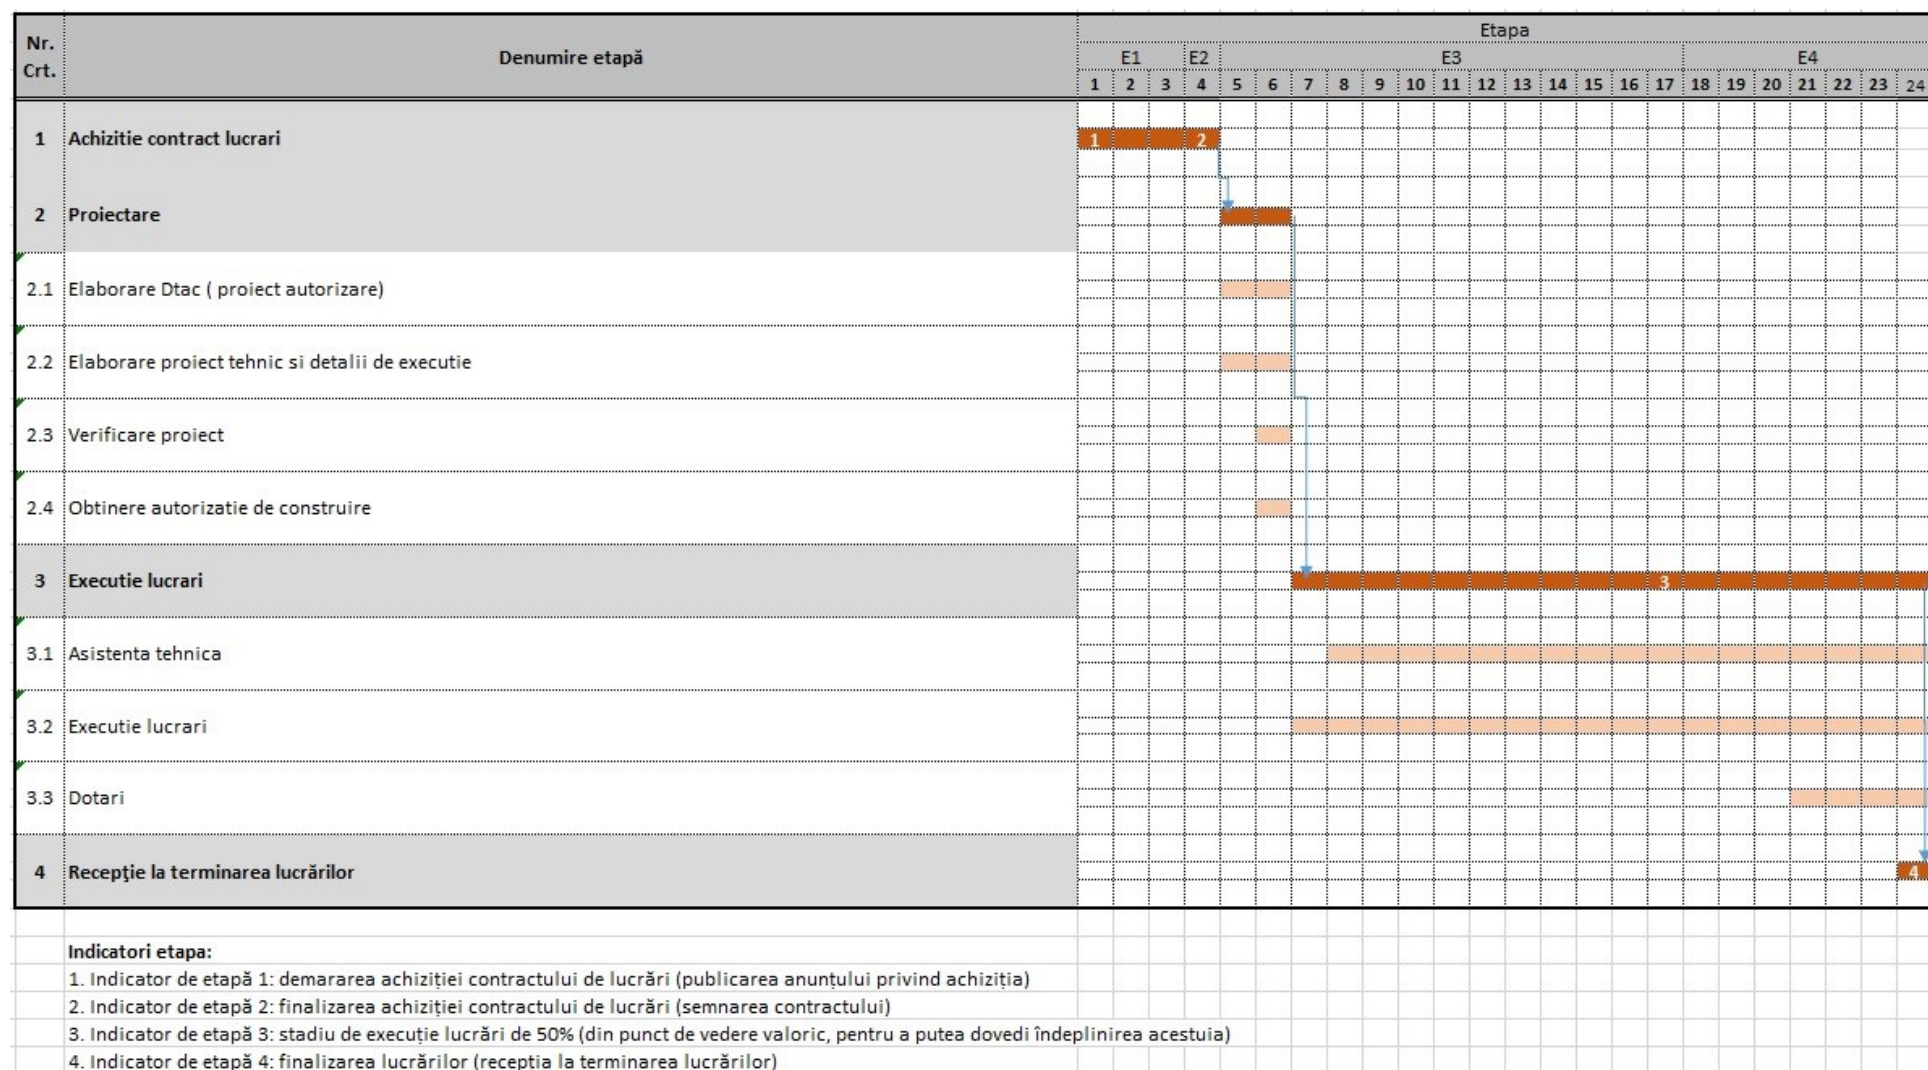 Nr. Crt. Denumire etapă Etapa
E1 E2 E3 E4
1 2 3 4 5 6 7 8 9 10 11 12 13 14 15 16 17 18 19 20 21 22 23 24
1 Achizitie contract lucrari 1 2
2 Proiectare
2.1 Elaborare Dtac ( proiect autorizare)
2.2 Elaborare proiect tehnic si detalii de executie
2.3 Verificare proiect
2.4 Obtinere autorizatie de construire
3 Executie lucrari 3
3.1 Asistenta tehnica
3.2 Executie lucrari
3.3 Dotari
4 Recepţie la terminarea lucrărilor 4
Indicatori etapa:
1. Indicator de etapă 1: demararea achiziției contractului de lucrări (publicarea anunțului privind achiziția)
2. Indicator de etapă 2: finalizarea achiziției contractului de lucrări (semnarea contractului)
3. Indicator de etapă 3: stadiu de execuție lucrări de 50% (din punct de vedere valoric, pentru a putea dovedi îndeplinirea acestuia)
4. Indicator de etapă 4: finalizarea lucrărilor (recepția la terminarea lucrărilor)